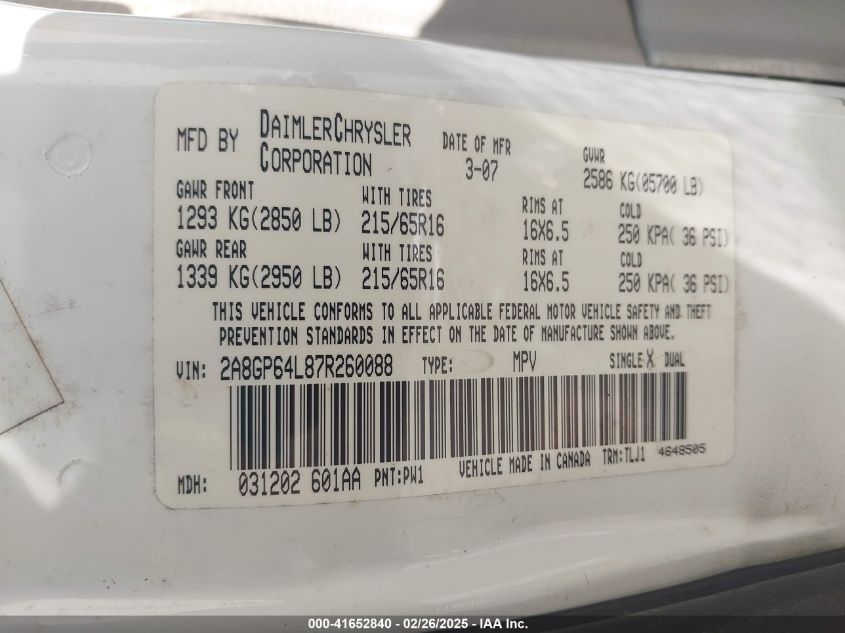 MFD BY DAIMLERCHRYSLER CORPORATION
DATE OF MFR 3-07
GVWR 2586 KG(05700 LB)
GAWR FRONT WITH TIRES RIMS AT COLD
1293 KG(2850 LB) 215/65R16 16X6.5 250 KPA( 36 PSI)
GAWR REAR WITH TIRES RIMS AT COLD
1339 KG(2950 LB) 215/65R16 16X6.5 250 KPA( 36 PSI)
THIS VEHICLE CONFORMS TO ALL APPLICABLE FEDERAL MOTOR VEHICLE SAFETY AND THEFT
PREVENTION STANDARDS IN EFFECT ON THE DATE OF MANUFACTURE SHOWN ABOVE.
VIN: 2A8GP64L87R260088 TYPE: MPV SINGLE X DUAL
MDH: 031202 601AA PNT:PW1 VEHICLE MADE IN CANADA TRM:TLJ1 4648505
000-41652840 - 02/26/2025 - IAA Inc.